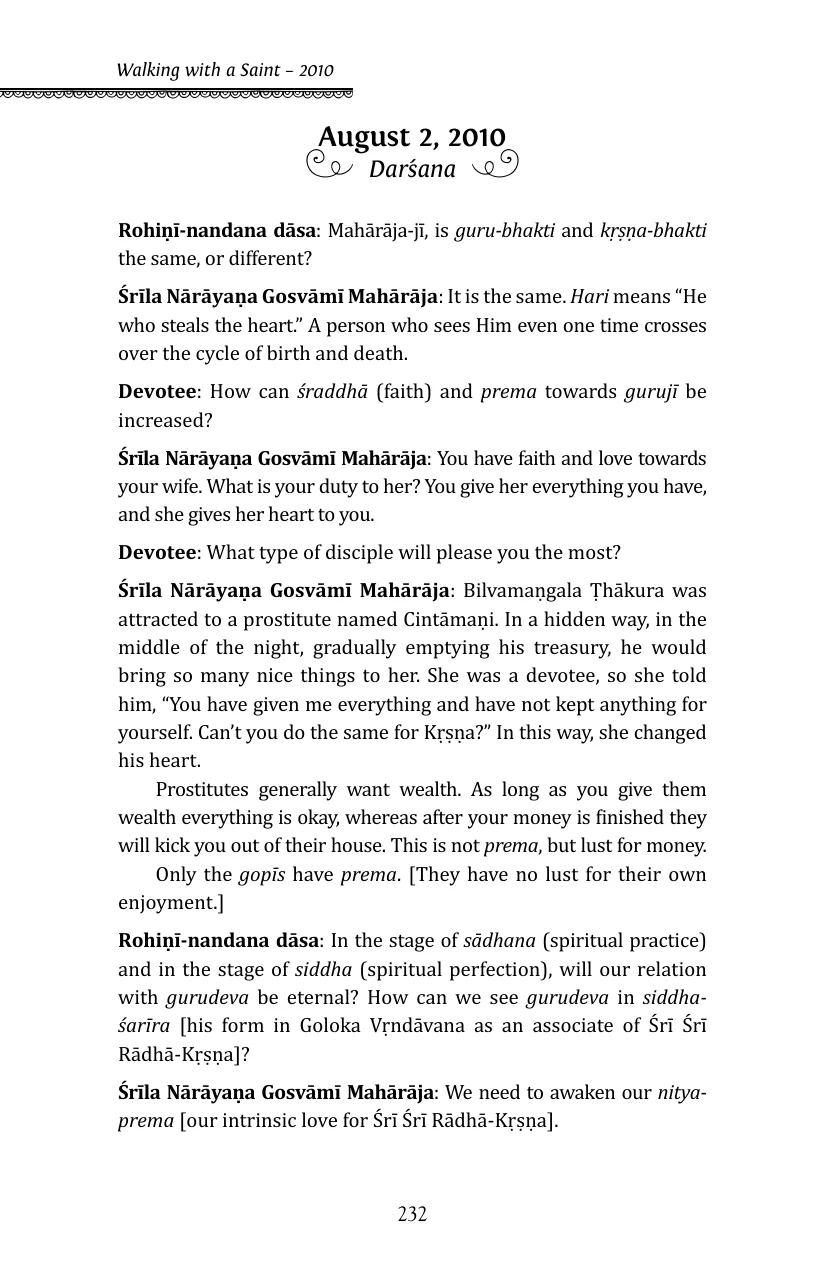 Walking with a Saint – 2010
August 2, 2010
Darśana
Rohiṇī-nandana dāsa: Mahārāja-jī, is guru-bhakti and kṛṣṇa-bhakti
the same, or different?
Śrīla Nārāyaṇa Gosvāmī Mahārāja: It is the same. Hari means “He
who steals the heart.” A person who sees Him even one time crosses
over the cycle of birth and death.
Devotee: How can śraddhā (faith) and prema towards gurujī be
increased?
Śrīla Nārāyaṇa Gosvāmī Mahārāja: You have faith and love towards
your wife. What is your duty to her? You give her everything you have,
and she gives her heart to you.
Devotee: What type of disciple will please you the most?
Śrīla Nārāyaṇa Gosvāmī Mahārāja: Bilvamaṇgala Ṭhākura was
attracted to a prostitute named Cintāmaṇi. In a hidden way, in the
middle of the night, gradually emptying his treasury, he would
bring so many nice things to her. She was a devotee, so she told
him, “You have given me everything and have not kept anything for
yourself. Can’t you do the same for Kṛṣṇa?” In this way, she changed
his heart.
Prostitutes generally want wealth. As long as you give them
wealth everything is okay, whereas after your money is finished they
will kick you out of their house. This is not prema, but lust for money.
Only the gopīs have prema. [They have no lust for their own
enjoyment.]
Rohiṇī-nandana dāsa: In the stage of sādhana (spiritual practice)
and in the stage of siddha (spiritual perfection), will our relation
with gurudeva be eternal? How can we see gurudeva in siddha-
śarīra [his form in Goloka Vṛndāvana as an associate of Śrī Śrī
Rādhā-Kṛṣṇa]?
Śrīla Nārāyaṇa Gosvāmī Mahārāja: We need to awaken our nitya-
prema [our intrinsic love for Śrī Śrī Rādhā-Kṛṣṇa].
232